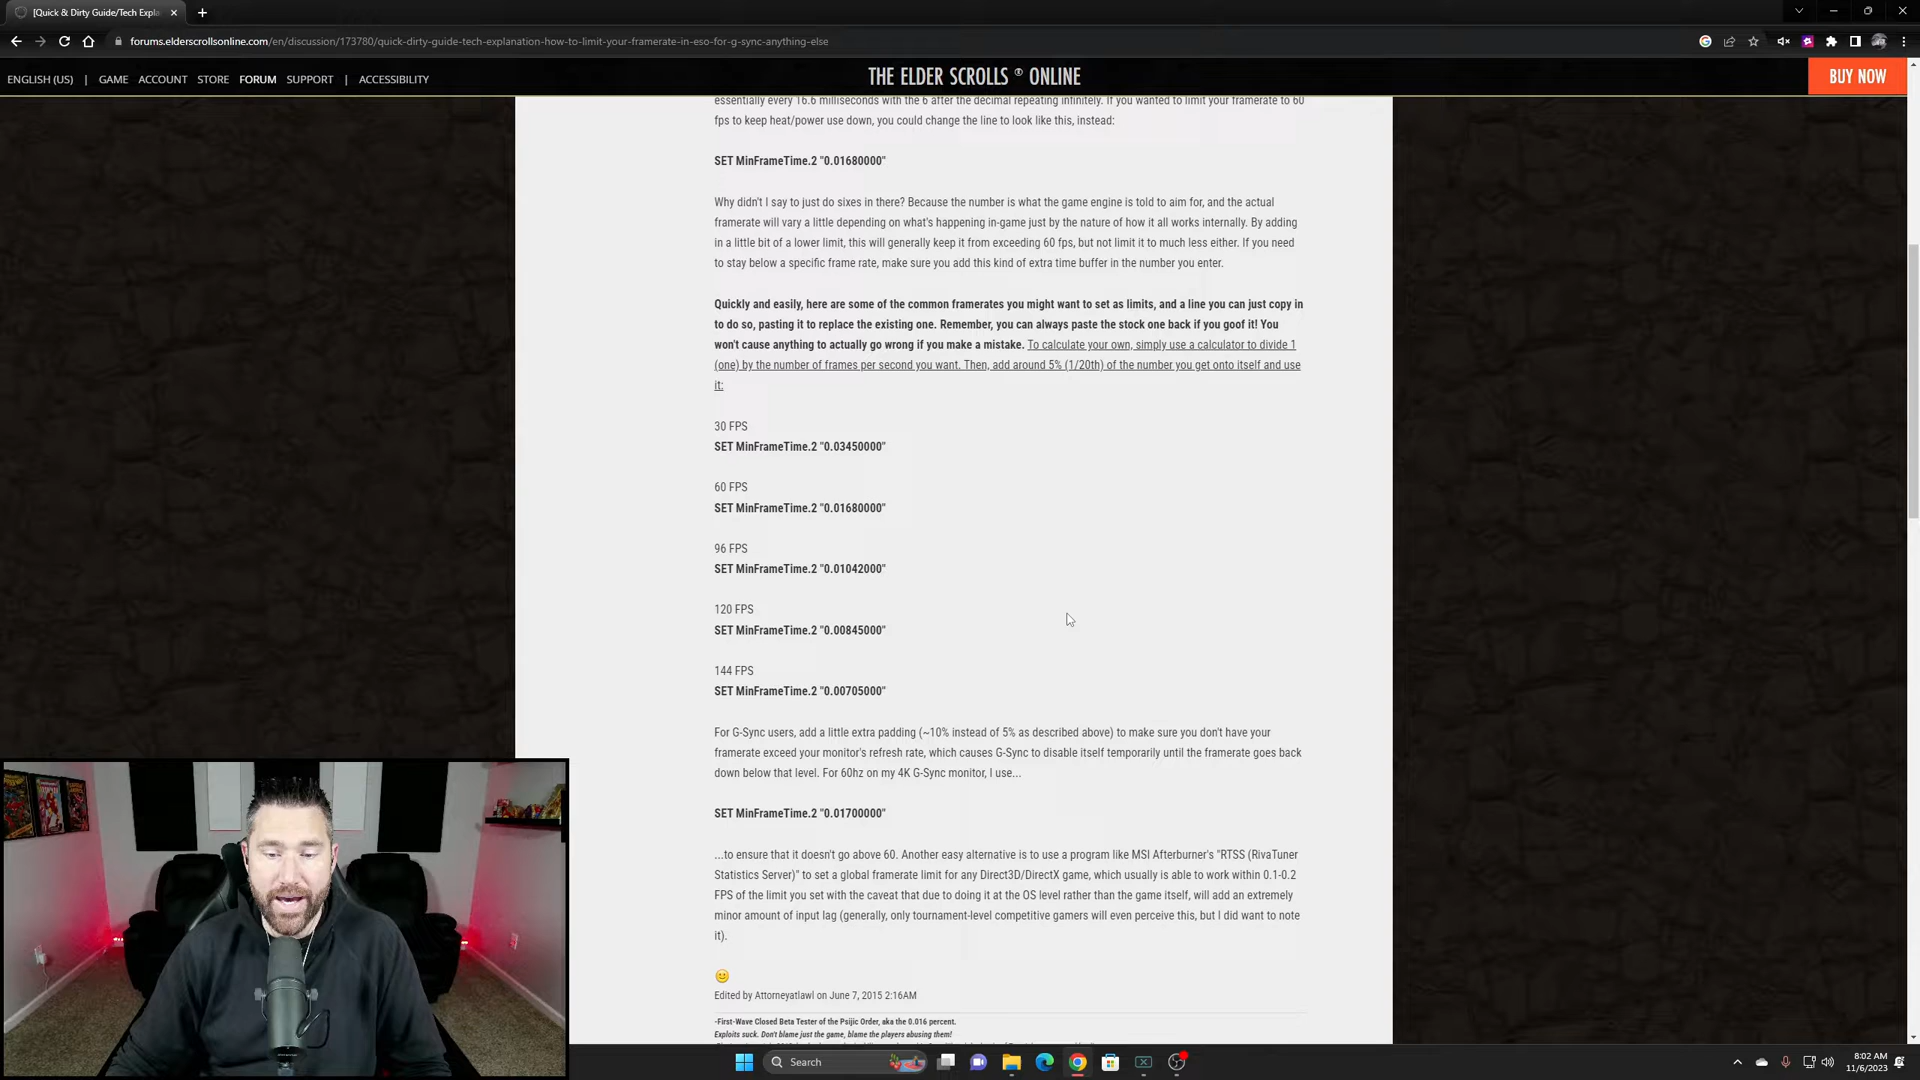 [Quick & Dirty Guide/Tech Expla
forums.elderscrollsonline.com/en/discussion/173780/quick-dirty-guide-tech-explanation-how-to-limit-your-framerate-in-eso-for-g-sync-anything-else
ENGLISH (US) | GAME ACCOUNT STORE FORUM SUPPORT | ACCESSIBILITY
THE ELDER SCROLLS ® ONLINE
BUY NOW
essentially every 16.6 milliseconds with the 6 after the decimal repeating infinitely. If you wanted to limit your framerate to 60
fps to keep heat/power use down, you could change the line to look like this, instead:
SET MinFrameTime.2 "0.01680000"
Why didn't I say to just do sixes in there? Because the number is what the game engine is told to aim for, and the actual
framerate will vary a little depending on what's happening in-game just by the nature of how it all works internally. By adding
in a little bit of a lower limit, this will generally keep it from exceeding 60 fps, but not limit it to much less either. If you need
to stay below a specific frame rate, make sure you add this kind of extra time buffer in the number you enter.
Quickly and easily, here are some of the common framerates you might want to set as limits, and a line you can just copy in
to do so, pasting it to replace the existing one. Remember, you can always paste the stock one back if you goof it! You
won't cause anything to actually go wrong if you make a mistake. To calculate your own, simply use a calculator to divide 1
(one) by the number of frames per second you want. Then, add around 5% (1/20th) of the number you get onto itself and use
it:
30 FPS
SET MinFrameTime.2 "0.03450000"
60 FPS
SET MinFrameTime.2 "0.01680000"
96 FPS
SET MinFrameTime.2 "0.01042000"
120 FPS
SET MinFrameTime.2 "0.00845000"
144 FPS
SET MinFrameTime.2 "0.00705000"
For G-Sync users, add a little extra padding (~10% instead of 5% as described above) to make sure you don't have your
framerate exceed your monitor's refresh rate, which causes G-Sync to disable itself temporarily until the framerate goes back
down below that level. For 60hz on my 4K G-Sync monitor, I use...
SET MinFrameTime.2 "0.01700000"
...to ensure that it doesn't go above 60. Another easy alternative is to use a program like MSI Afterburner's "RTSS (RivaTuner
Statistics Server)" to set a global framerate limit for any Direct3D/DirectX game, which usually is able to work within 0.1-0.2
FPS of the limit you set with the caveat that due to doing it at the OS level rather than the game itself, will add an extremely
minor amount of input lag (generally, only tournament-level competitive gamers will even perceive this, but I did want to note
it).
Edited by Attorneyatlawl on June 7, 2015 2:16AM
-First-Wave Closed Beta Tester of the Psijic Order, aka the 0.016 percent.
Exploits suck. Don't blame just the game, blame the players abusing them!
Search
8:02 AM
11/6/2023